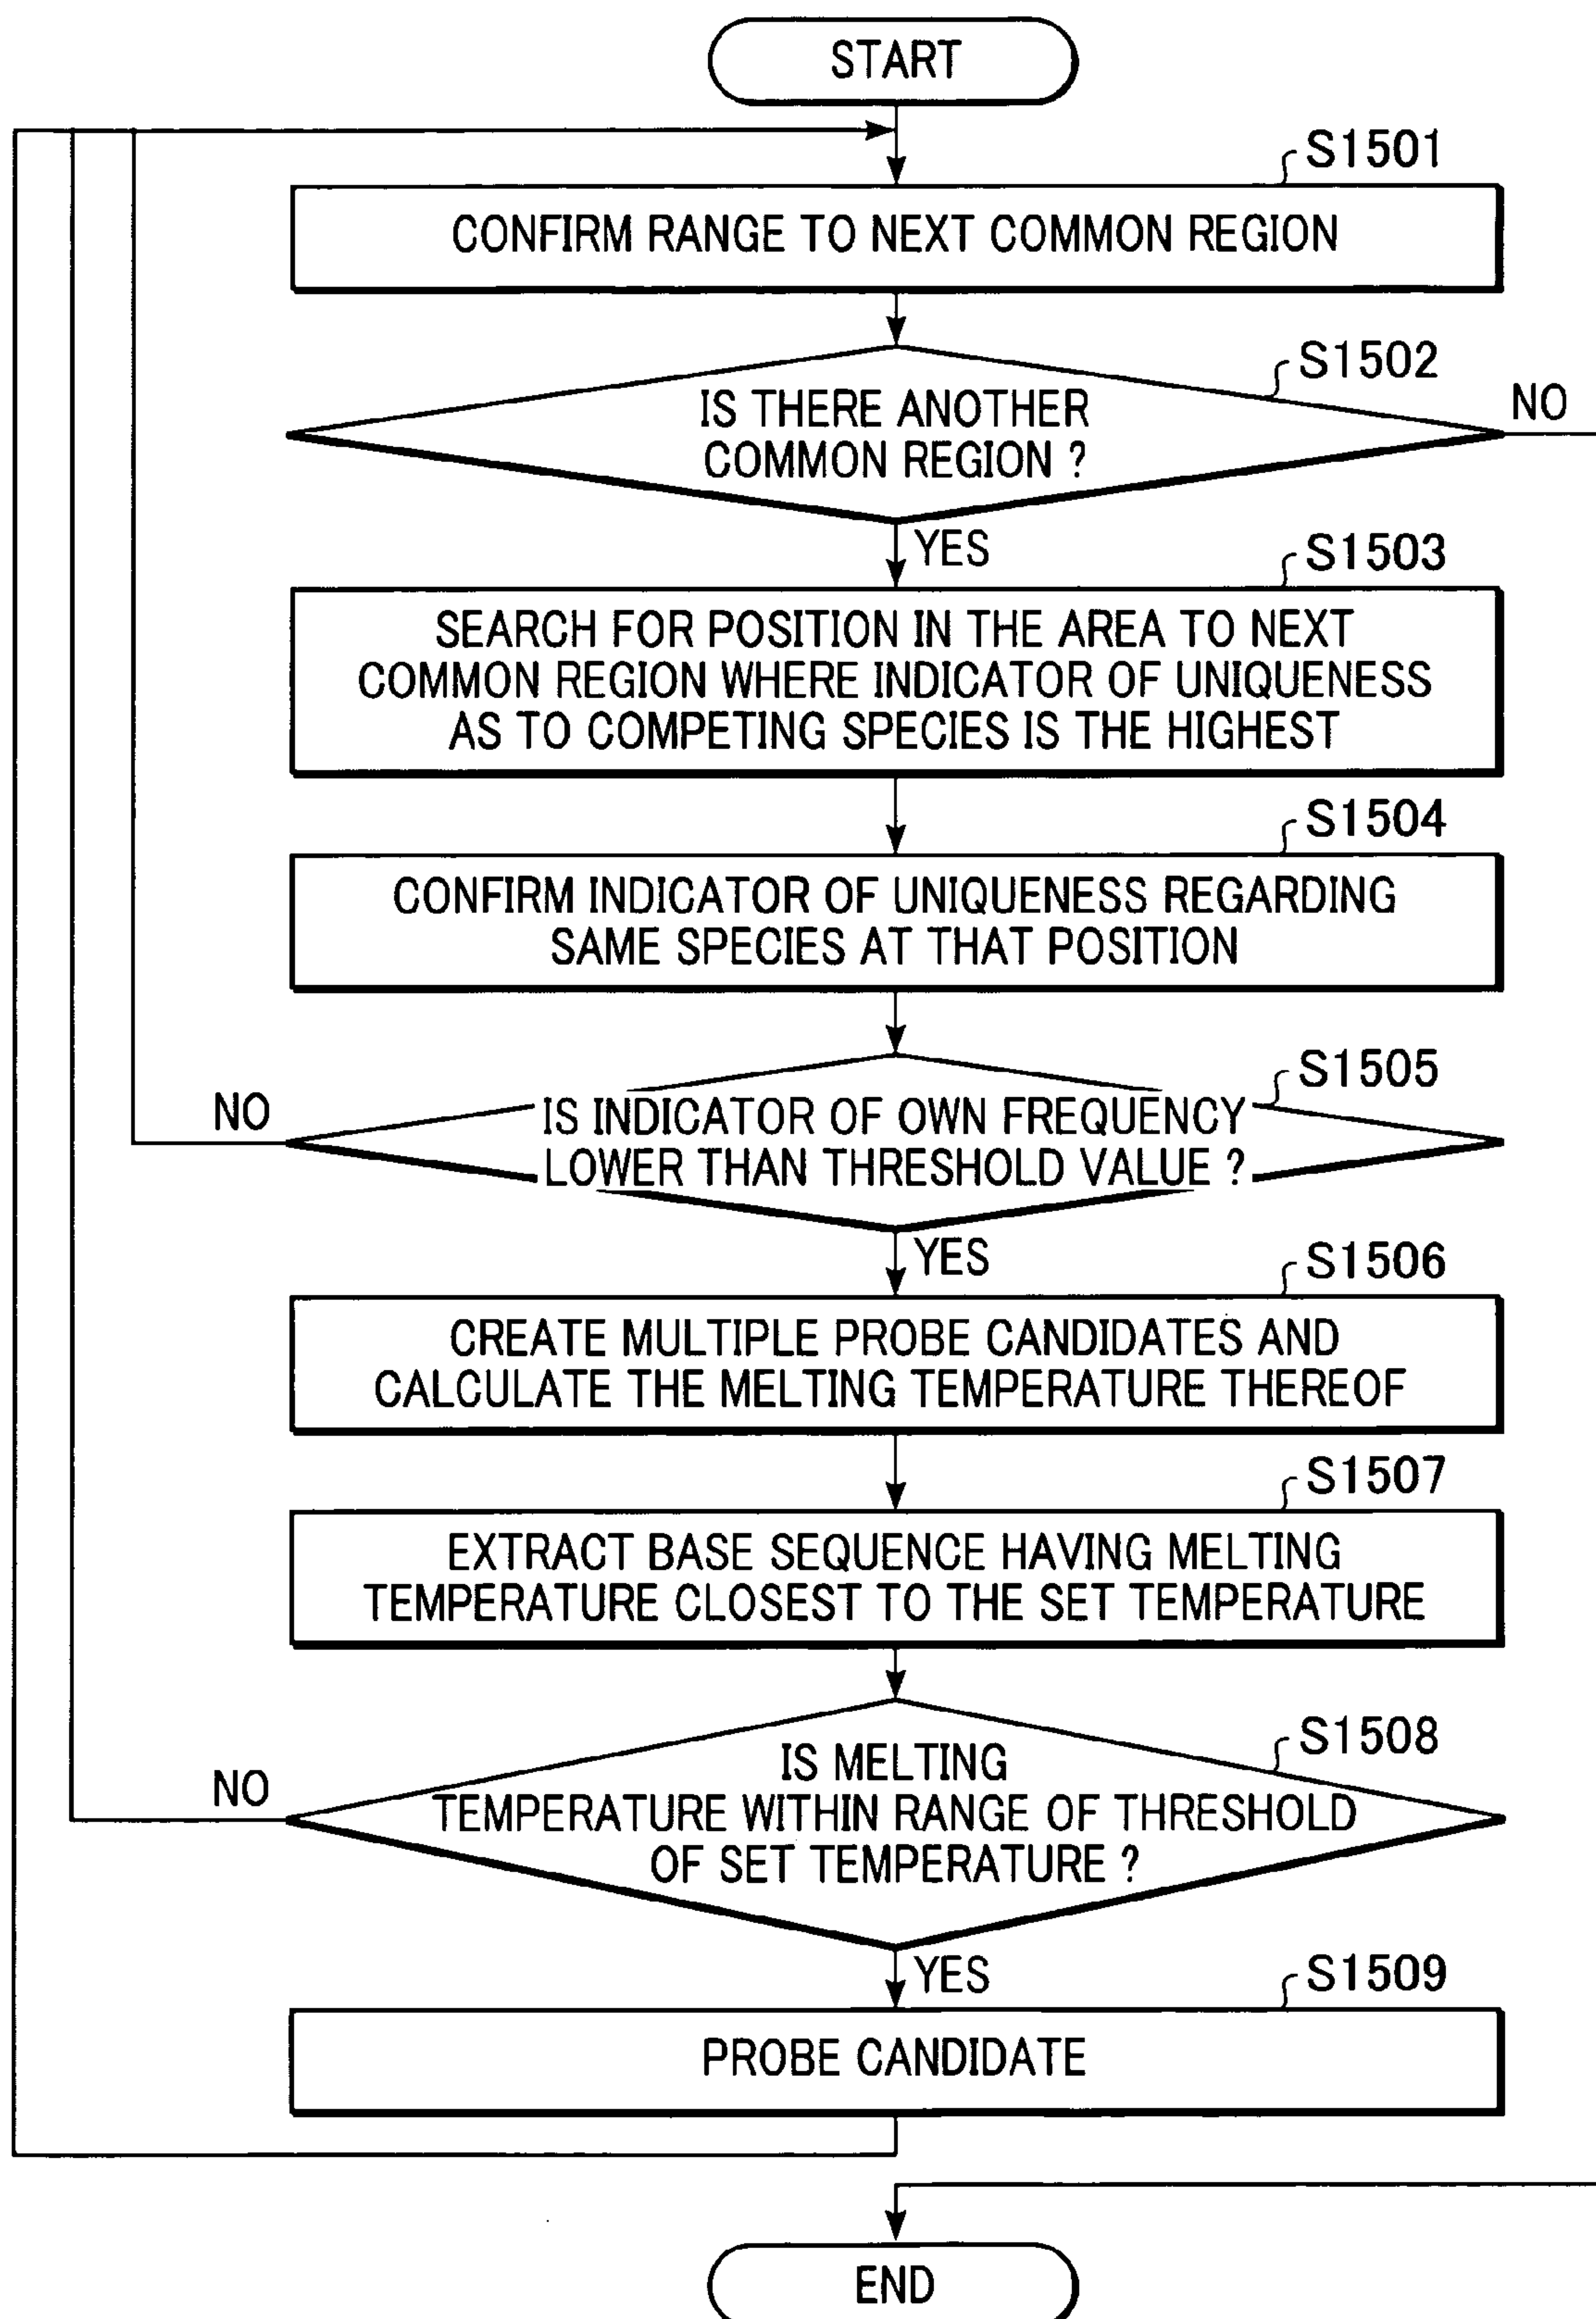 START
S1501
CONFIRM RANGE TO NEXT COMMON REGION
S1502
IS THERE ANOTHER
COMMON REGION ?
NO
YES
S1503
SEARCH FOR POSITION IN THE AREA TO NEXT
COMMON REGION WHERE INDICATOR OF UNIQUENESS
AS TO COMPETING SPECIES IS THE HIGHEST
S1504
CONFIRM INDICATOR OF UNIQUENESS REGARDING
SAME SPECIES AT THAT POSITION
S1505
NO
IS INDICATOR OF OWN FREQUENCY
LOWER THAN THRESHOLD VALUE ?
YES
S1506
CREATE MULTIPLE PROBE CANDIDATES AND
CALCULATE THE MELTING TEMPERATURE THEREOF
S1507
EXTRACT BASE SEQUENCE HAVING MELTING
TEMPERATURE CLOSEST TO THE SET TEMPERATURE
S1508
NO
IS MELTING
TEMPERATURE WITHIN RANGE OF THRESHOLD
OF SET TEMPERATURE ?
YES
S1509
PROBE CANDIDATE
END